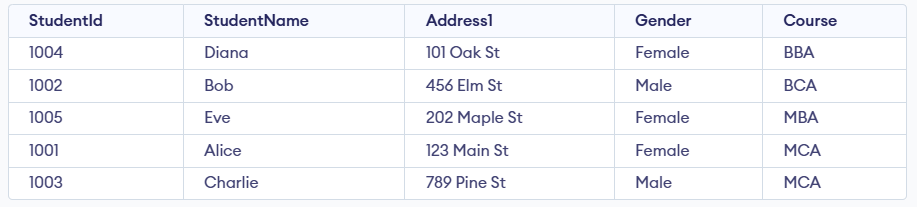 StudentId StudentName Address1 Gender Course
1004 Diana 101 Oak St Female BBA
1002 Bob 456 Elm St Male BCA
1005 Eve 202 Maple St Female MBA
1001 Alice 123 Main St Female MCA
1003 Charlie 789 Pine St Male MCA